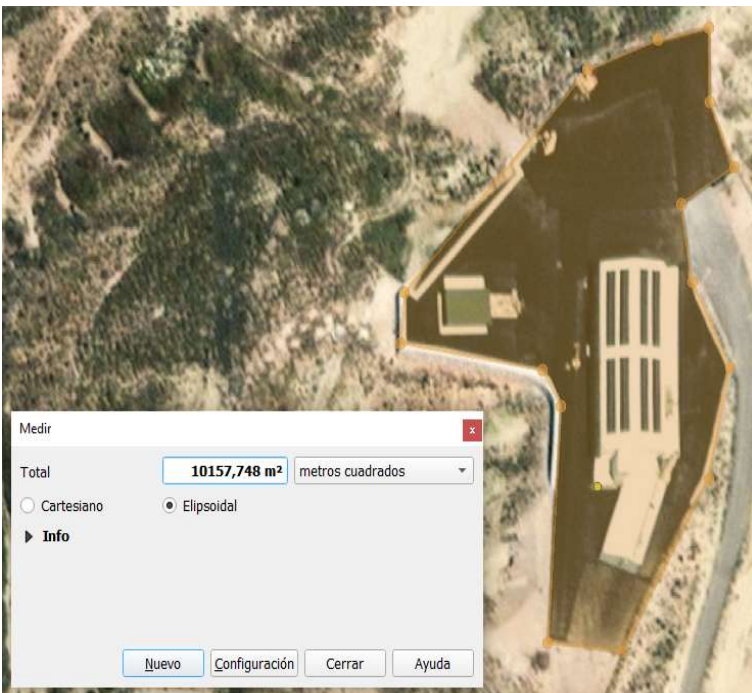 Medir
x
Total 10157,748 m² metros cuadrados
Cartesiano Elipsoidal
Info
Nuevo Configuración Cerrar Ayuda